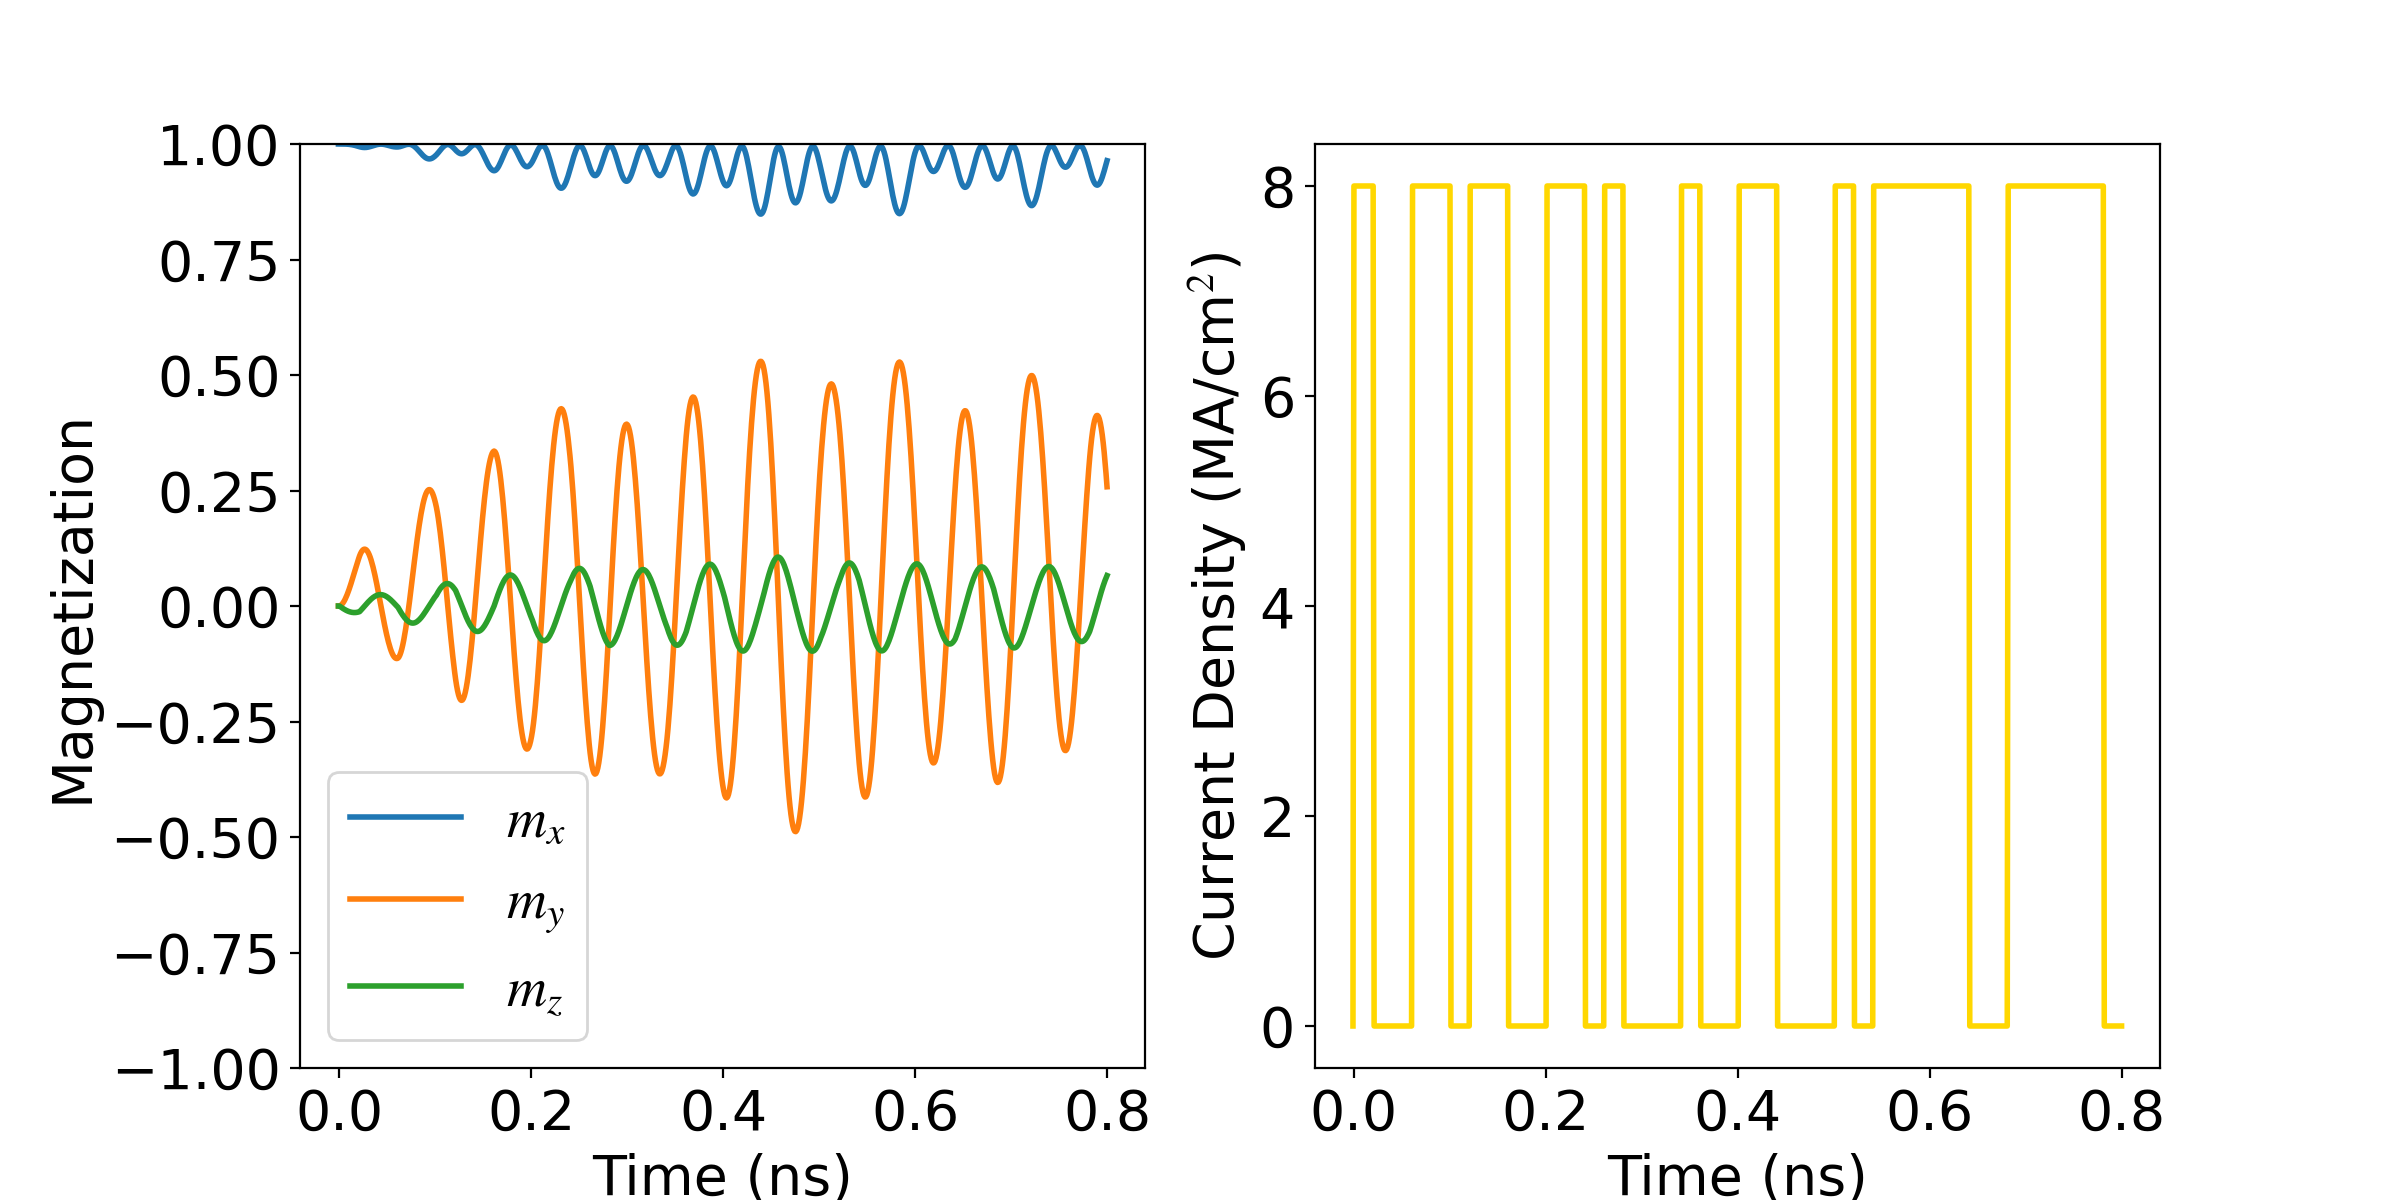 1.00
0.75
0.50
0.25
0.00
−0.25
−0.50
−0.75
−1.00
Magnetization
m_x
m_y
m_z
0.0 0.2 0.4 0.6 0.8
Time (ns)
8
6
4
2
0
Current Density (MA/cm²)
0.0 0.2 0.4 0.6 0.8
Time (ns)